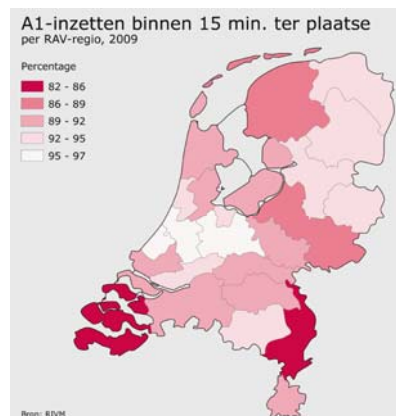 A1-inzetten binnen 15 min. ter plaatse
per RAV-regio, 2009
Percentage
82 - 86
86 - 89
89 - 92
92 - 95
95 - 97
Bron: RIVM